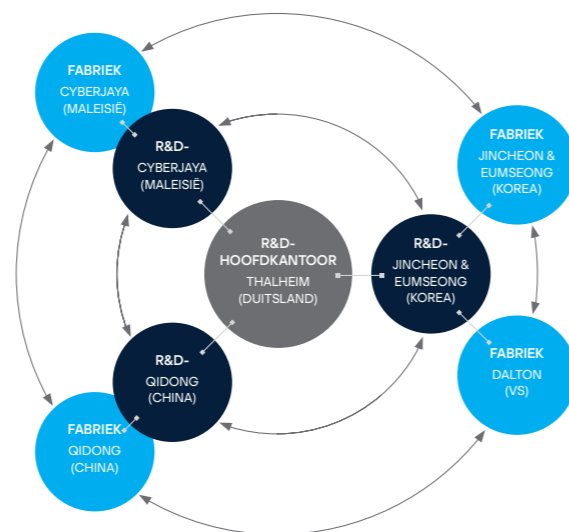 FABRIEK
CYBERJAYA
(MALEISIË)
R&D-
CYBERJAYA
(MALEISIË)
FABRIEK
JINCHEON &
EUMSEONG
(KOREA)
R&D-
HOOFDKANTOOR
THALHEIM
(DUITSLAND)
R&D-
JINCHEON &
EUMSEONG
(KOREA)
R&D-
QIDONG
(CHINA)
FABRIEK
DALTON
(VS)
FABRIEK
QIDONG
(CHINA)